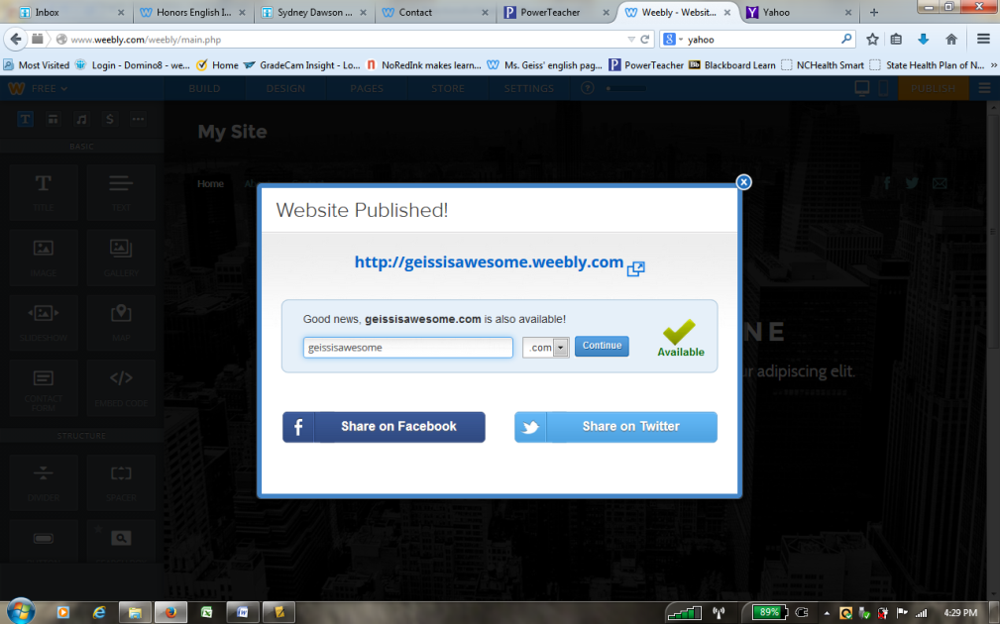 Inbox
Honors English I...
Sydney Dawson ...
Contact
PowerTeacher
Weebly - Websit...
Yahoo
www.weebly.com/weebly/main.php
yahoo
Most Visited
Login - Domino8 - we...
Home
GradeCam Insight - Lo...
NoRedInk makes learn...
Ms. Geiss' english pag...
PowerTeacher
Blackboard Learn
NCHealth Smart
State Health Plan of N...
FREE
BUILD
DESIGN
PAGES
STORE
SETTINGS
PUBLISH
BASIC
My Site
TITLE
TEXT
Home
IMAGE
GALLERY
SLIDESHOW
MAP
CONTACT FORM
EMBED CODE
STRUCTURE
DIVIDER
SPACER
NE
ur adipiscing elit.
Website Published!
http://geissisawesome.weebly.com
Good news, geissisawesome.com is also available!
geissisawesome
.com
Continue
Available
Share on Facebook
Share on Twitter
89%
4:29 PM